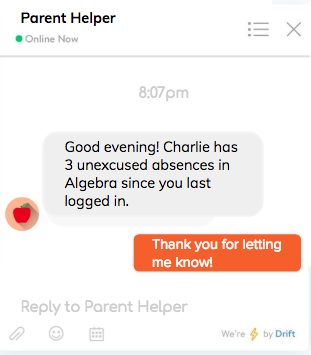 Parent Helper
Online Now
8:07pm
Good evening! Charlie has
3 unexcused absences in
Algebra since you last
logged in.
Thank you for letting
me know!
Reply to Parent Helper
We're ⚡ by Drift